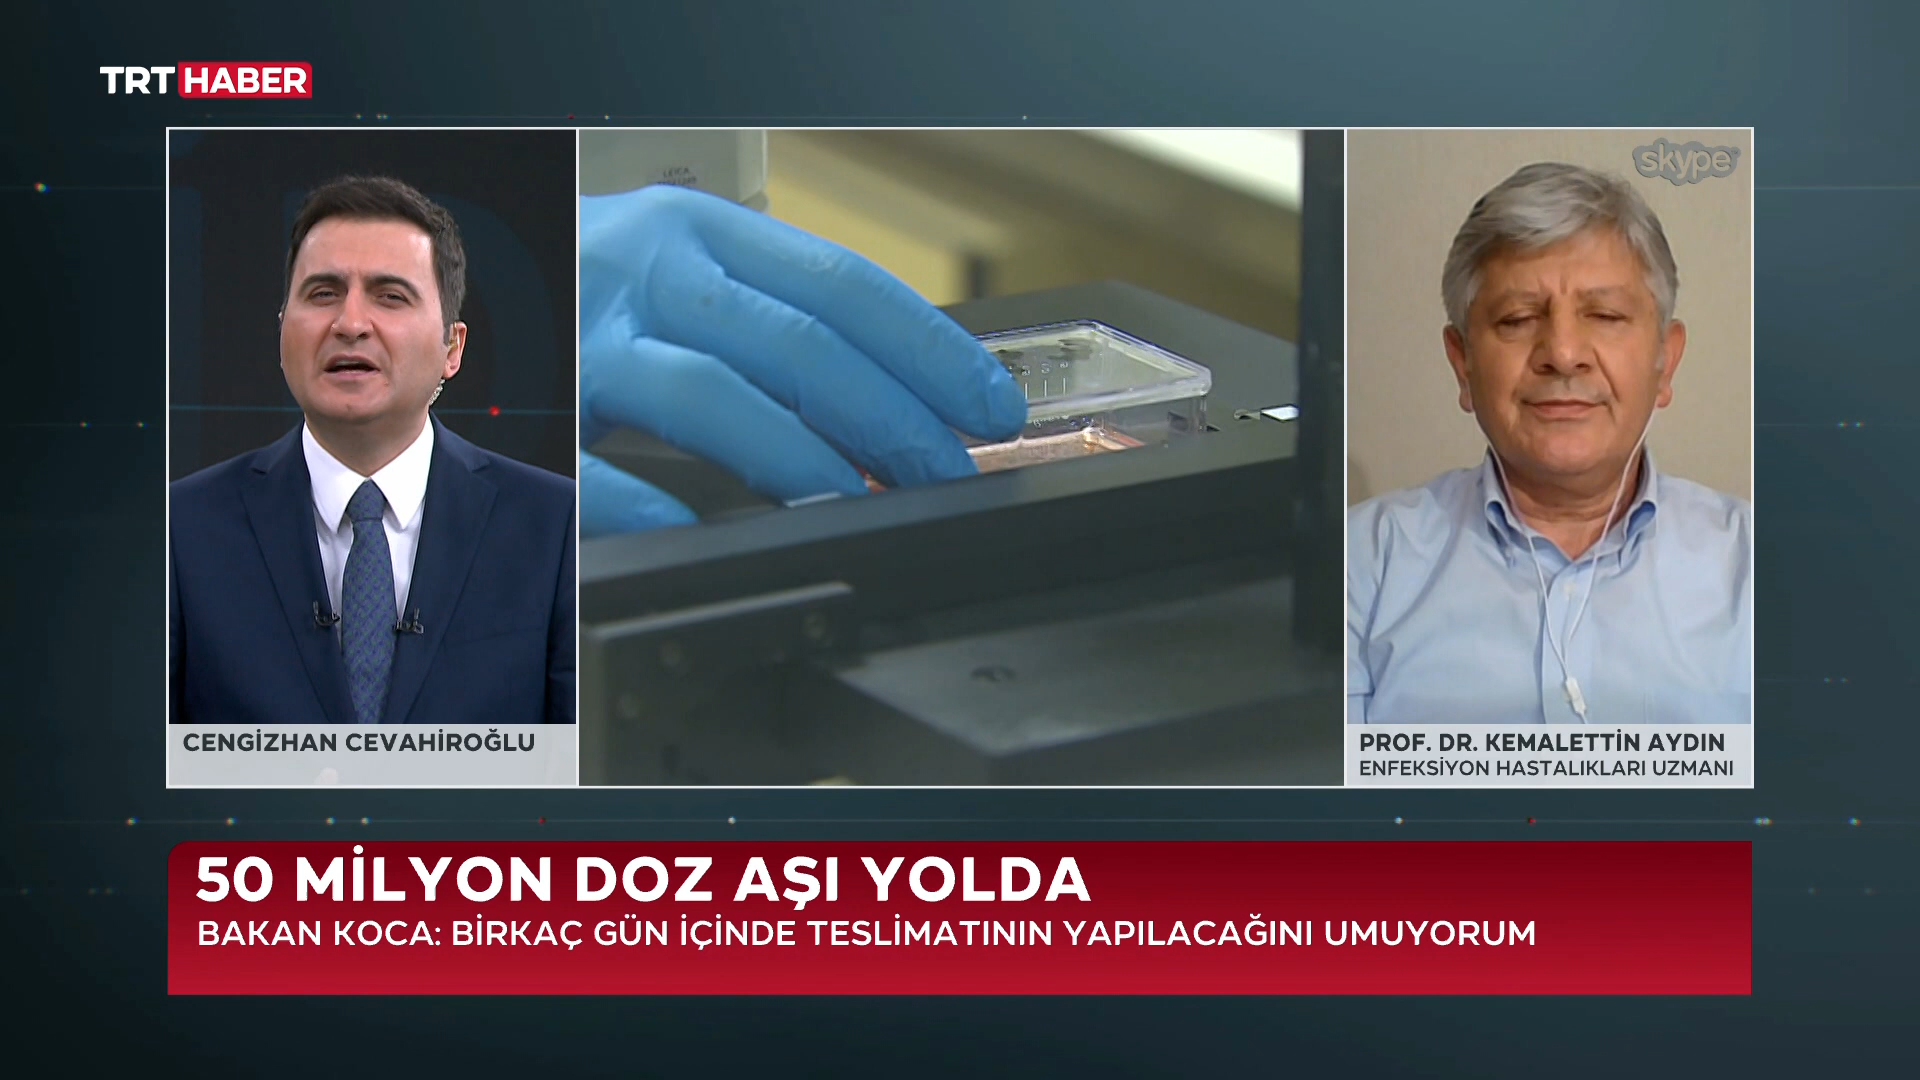 TRT HABER
skype
LEICA
CENGİZHAN CEVAHİROĞLU
PROF. DR. KEMALETTİN AYDIN
ENFEKSİYON HASTALIKLARI UZMANI
50 MİLYON DOZ AŞI YOLDA
BAKAN KOCA: BİRKAÇ GÜN İÇİNDE TESLİMATININ YAPILACAĞINI UMUYORUM